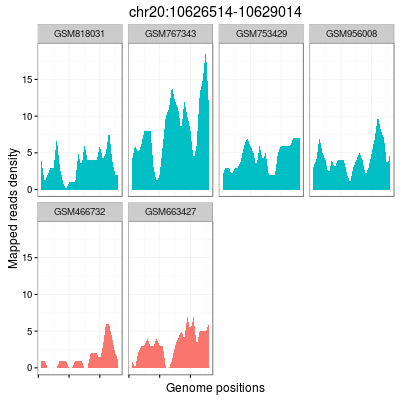 chr20:10626514-10629014
GSM818031 GSM767343 GSM753429 GSM956008
15
10
5
0
Mapped reads density
GSM466732 GSM663427
15
10
5
0
Genome positions